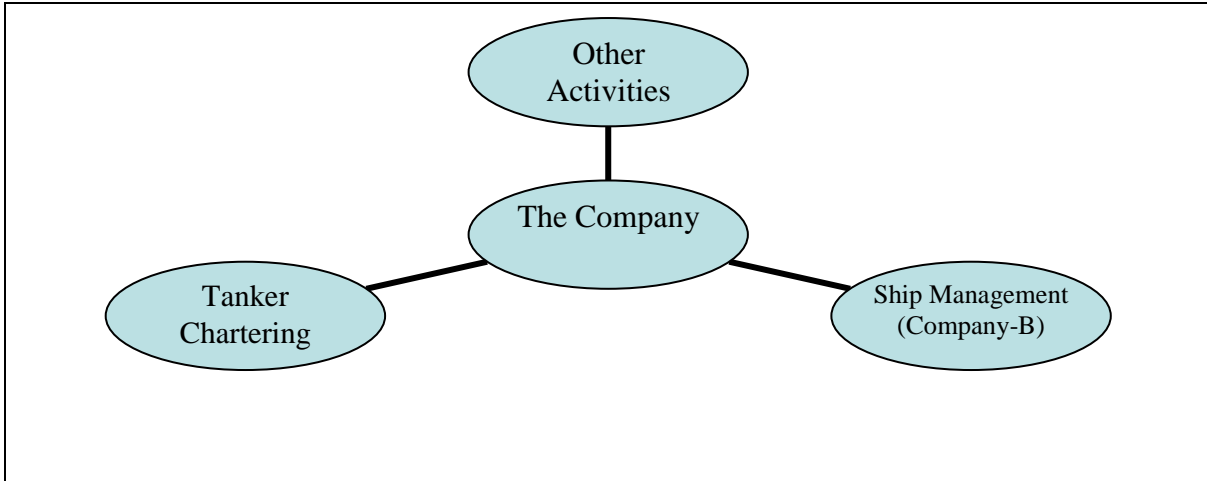 Other
Activities
The Company
Tanker
Chartering
Ship Management
(Company-B)